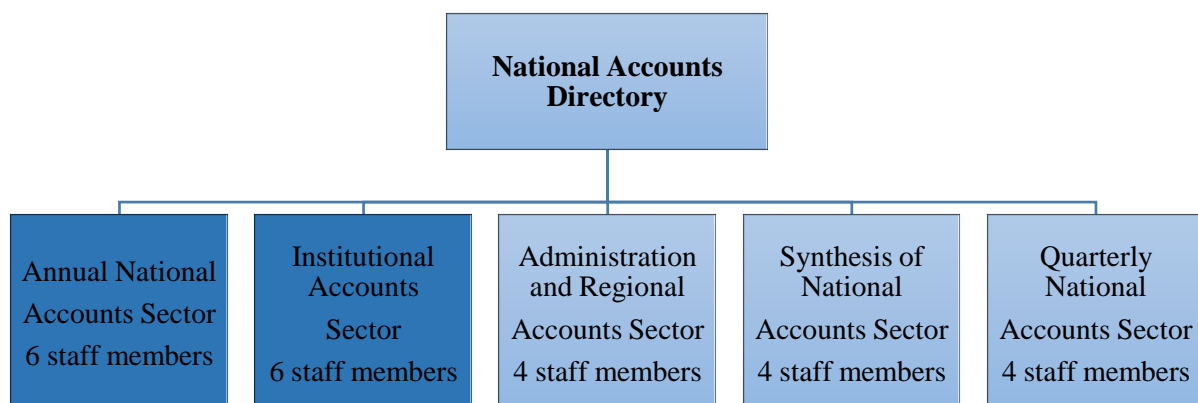 National Accounts
Directory
Annual National
Accounts Sector
6 staff members
Institutional
Accounts
Sector
6 staff members
Administration
and Regional
Accounts Sector
4 staff members
Synthesis of
National
Accounts Sector
4 staff members
Quarterly
National
Accounts Sector
4 staff members